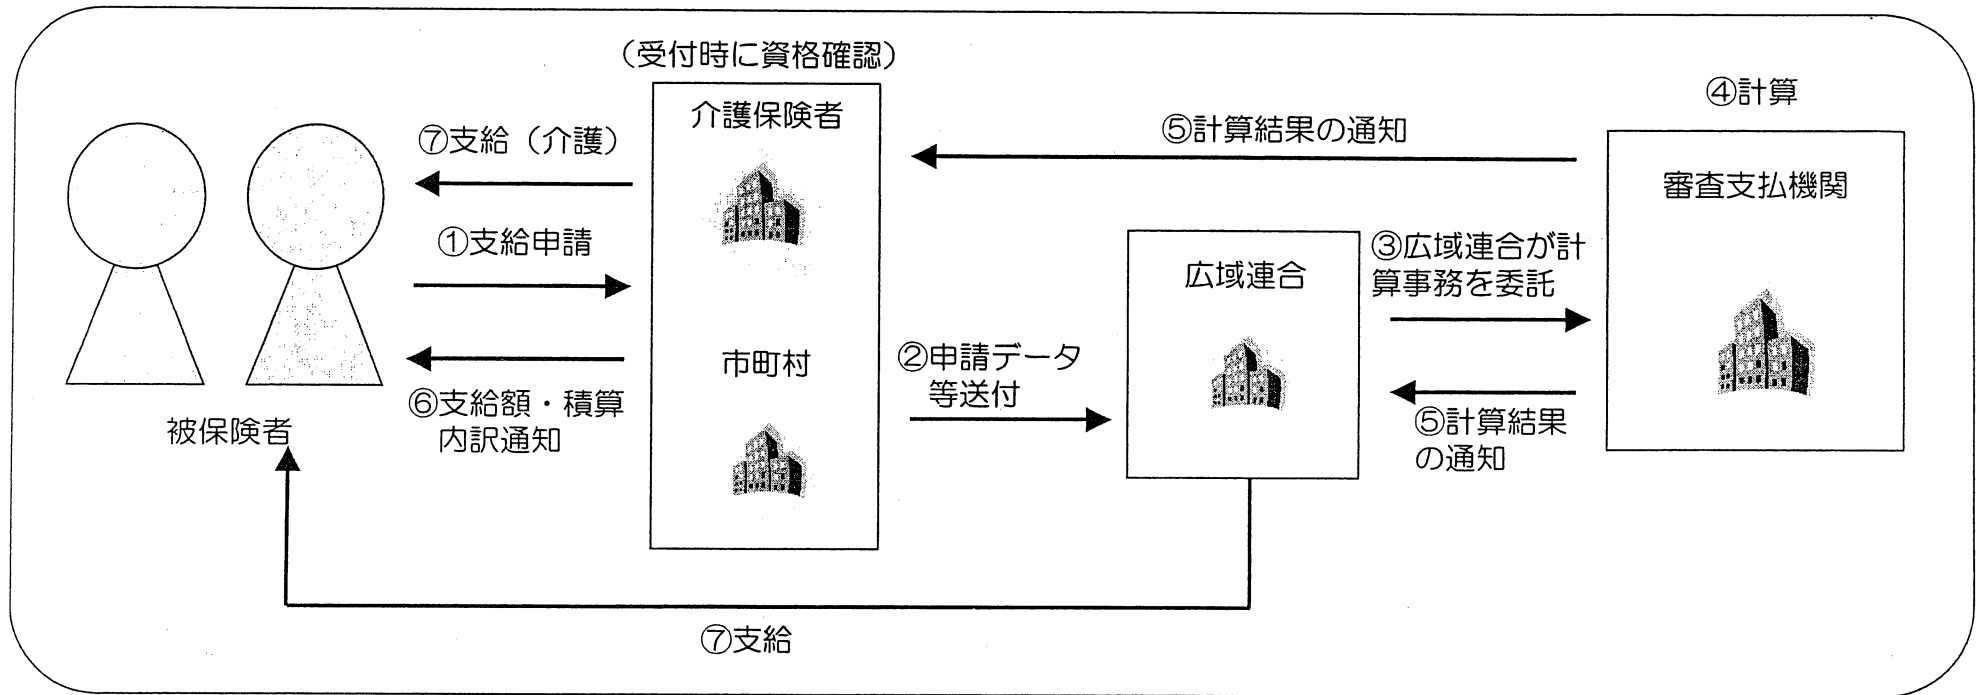 （受付時に資格確認）
介護保険者
④計算
⑦支給（介護）
⑤計算結果の通知
審査支払機関
①支給申請
広域連合
③広域連合が計
算事務を委託
市町村
②申請データ
等送付
⑥支給額・積算
内訳通知
被保険者
⑤計算結果
の通知
⑦支給